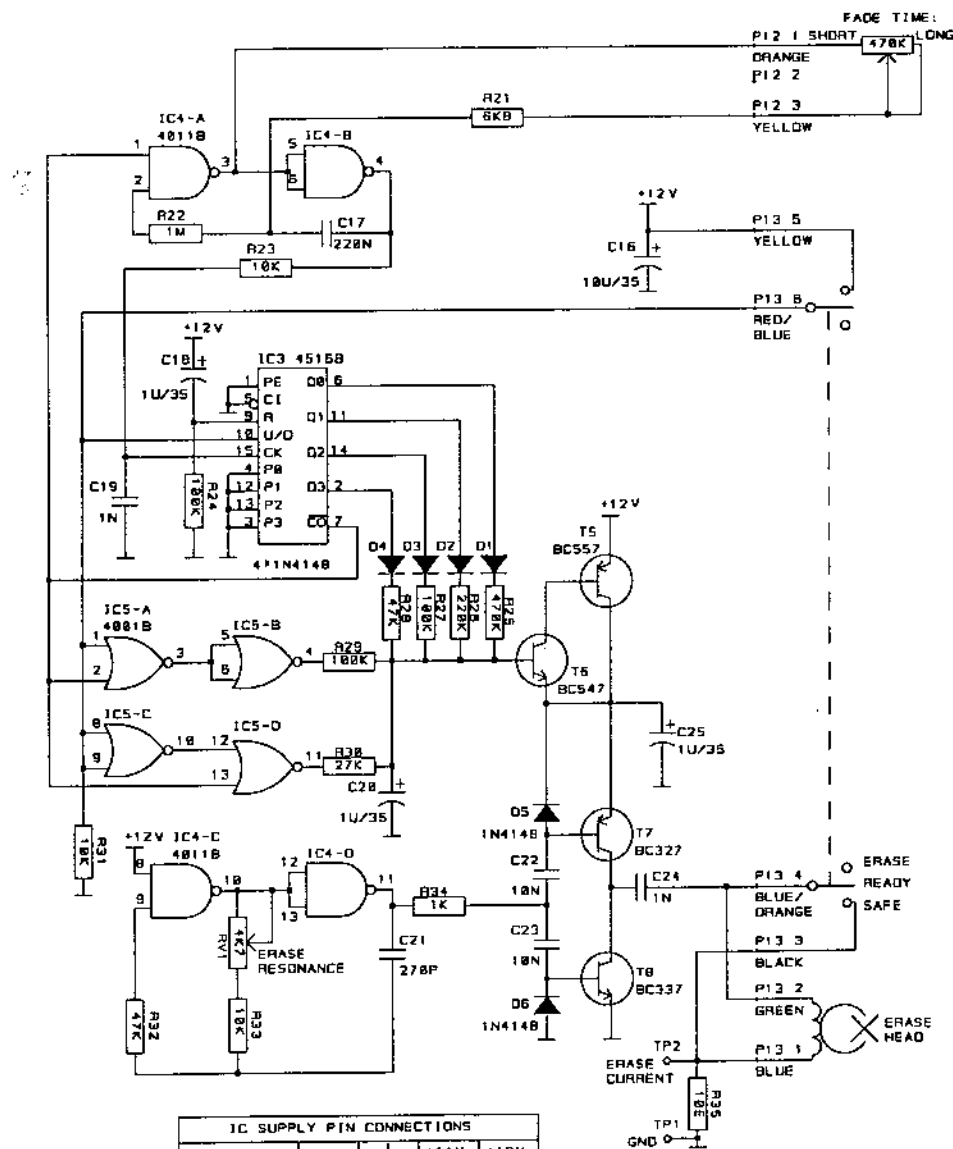 FADE TIME:
P12 1 SHORT LONG
470K
ORANGE
P12 2
R21
6K8
P12 3
YELLOW
IC4-A
4011B
IC4-B
1
2
3
5
6
4
R22
1M
C17
220N
R23
10K
+12V
C16
10U/35
P13 5
YELLOW
P13 6
RED/
BLUE
+12V
C18
1U/35
IC3 4516B
1 PE Q0 6
5 CI
9 R Q1 11
10 U/D
15 CK Q2 14
4 P0
12 P1 Q3 2
13 P2
3 P3 CO 7
C19
1N
R24
100K
4*1N4148
D4 D3 D2 D1
R28
47K
R27
100K
R26
220K
R25
470K
+12V
T5
BC557
T6
BC547
IC5-A
4001B
1
2
3
IC5-B
5
6
4
R29
100K
IC5-C
8
9
10
IC5-D
12
13
11
R30
27K
C20
1U/35
C25
1U/35
R31
10K
+12V
IC4-C
4011B
8
9
10
IC4-D
12
13
11
R34
1K
D5
1N4148
C22
10N
C23
10N
D6
1N4148
T7
BC327
T8
BC337
C24
1N
RV1
4K7
ERASE
RESONANCE
C21
270P
R32
47K
R33
10K
P13 4
BLUE/
ORANGE
ERASE
READY
SAFE
P13 3
BLACK
P13 2
GREEN
P13 1
BLUE
ERASE
HEAD
TP2
ERASE
CURRENT
R35
10E
TP1
GND
IC SUPPLY PIN CONNECTIONS